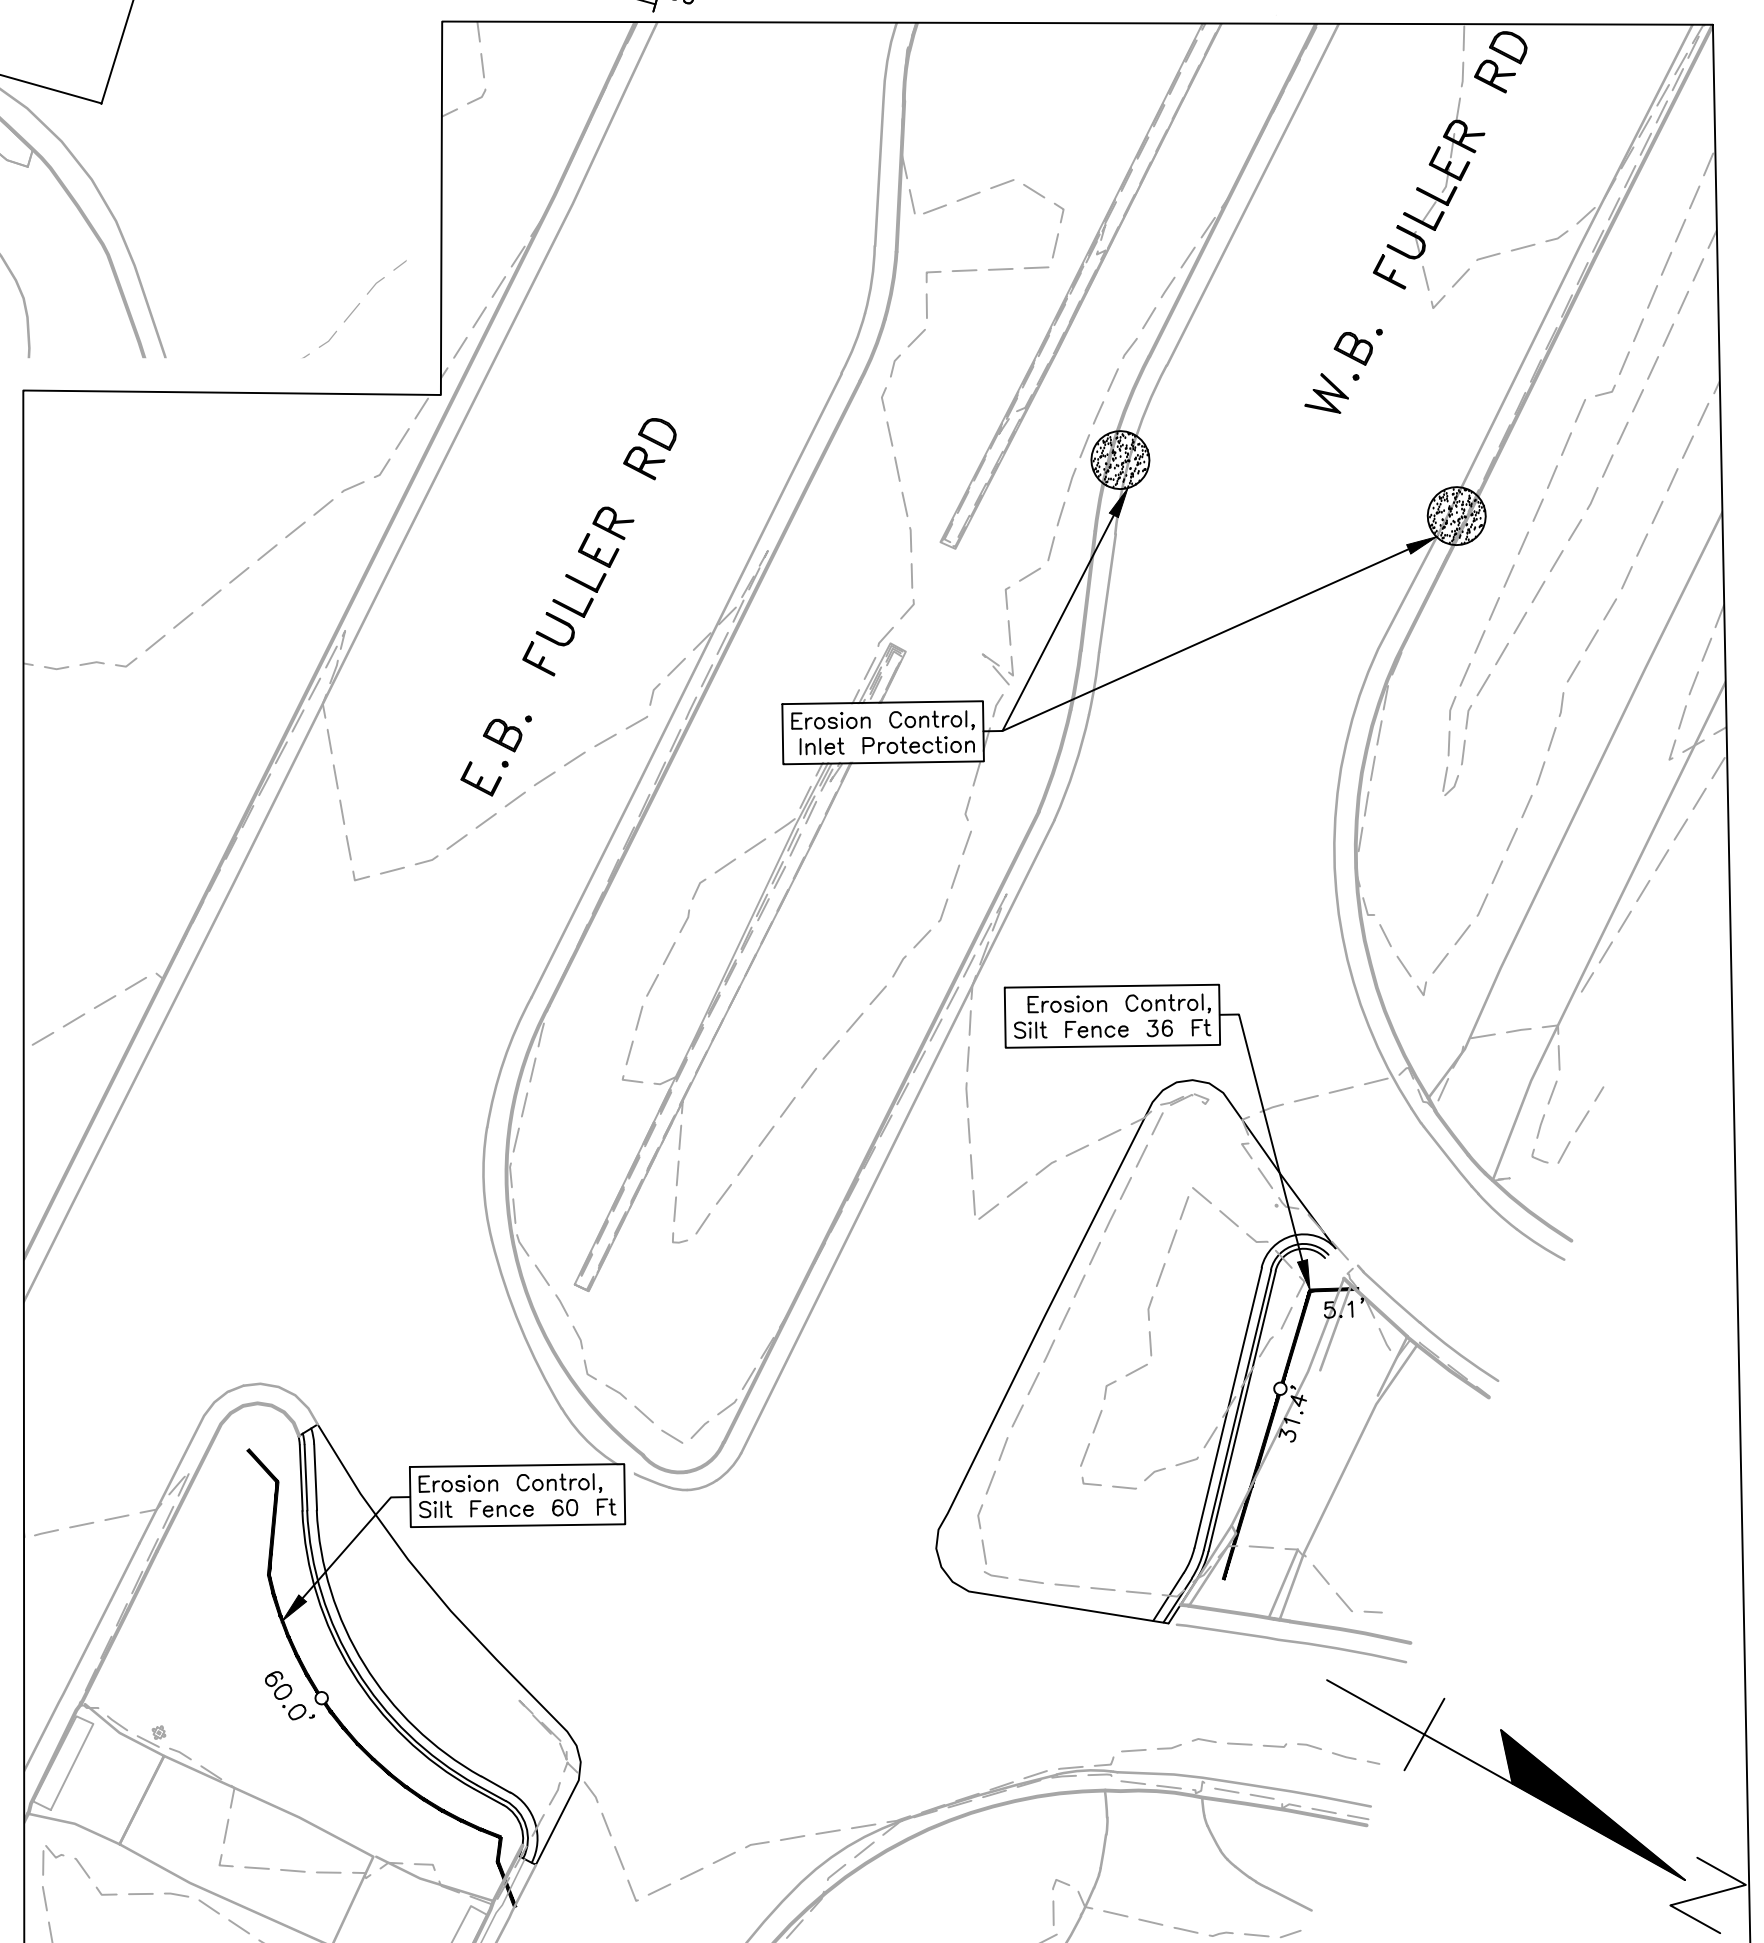 W.B. FULLER RD
E.B. FULLER RD
Erosion Control,
Inlet Protection
Erosion Control,
Silt Fence 36 Ft
5.1'
31.4'
Erosion Control,
Silt Fence 60 Ft
60.0'
N